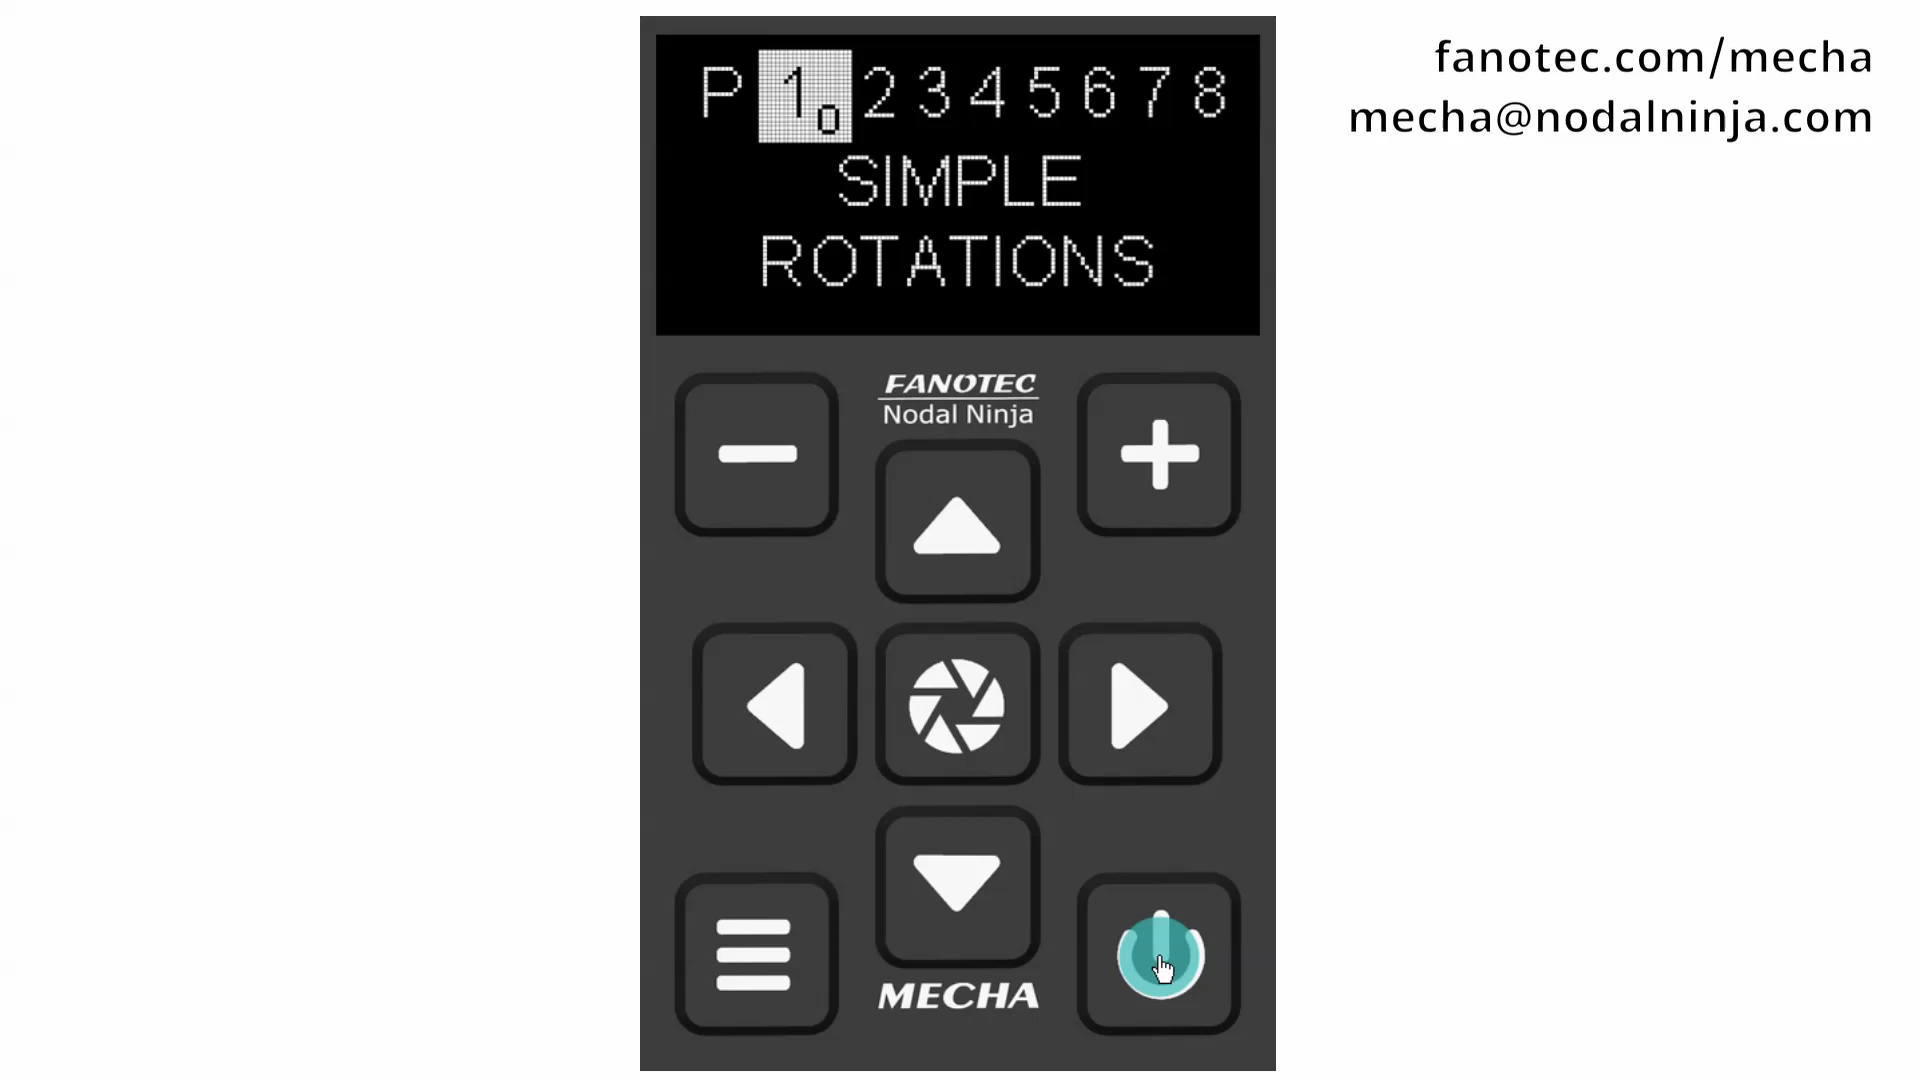 fanotec.com/mecha
mecha@nodalninja.com
P 1 0 2 3 4 5 6 7 8
SIMPLE
ROTATIONS
FANOTEC
Nodal Ninja
MECHA